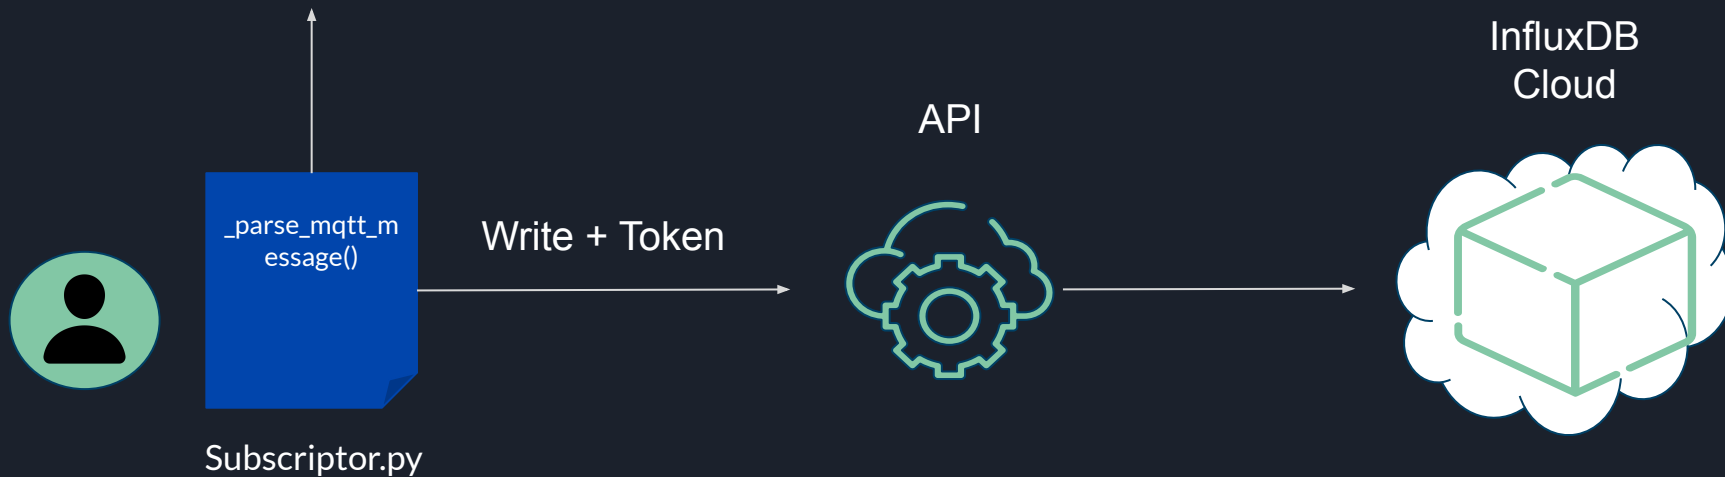 InfluxDB
Cloud
API
_parse_mqtt_m
essage()
Write + Token
Subscriptor.py